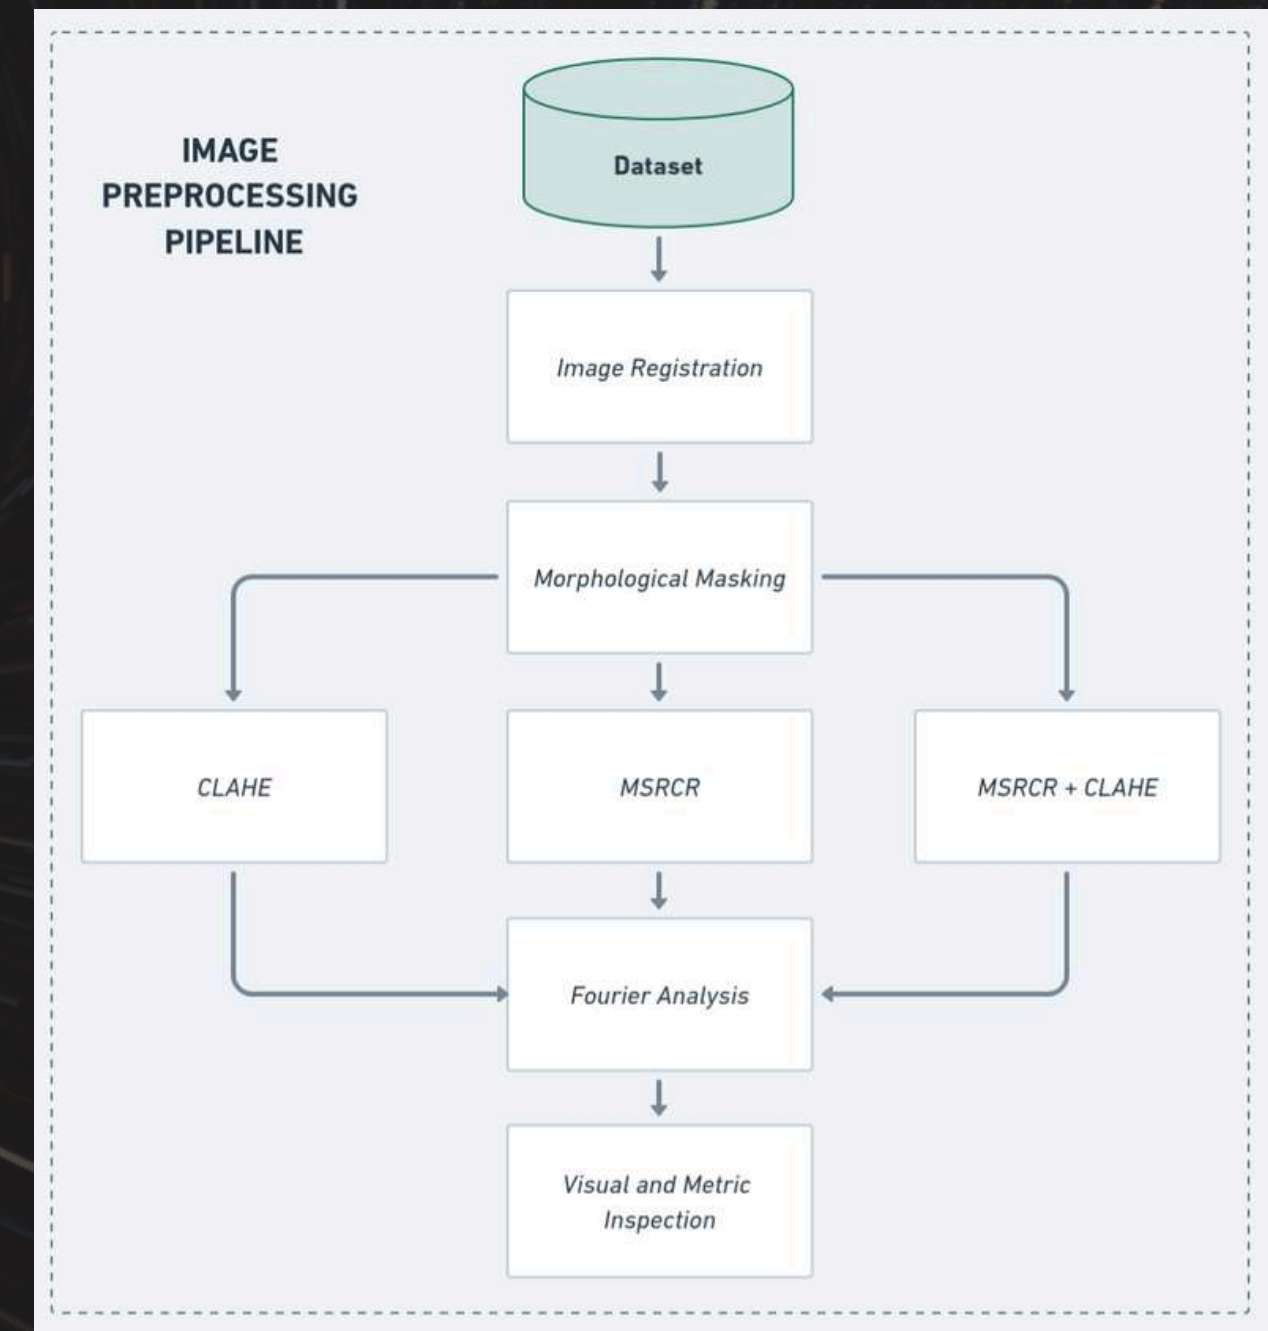 IMAGE
PREPROCESSING
PIPELINE
Dataset
Image Registration
Morphological Masking
CLAHE
MSRCR
MSRCR + CLAHE
Fourier Analysis
Visual and Metric
Inspection